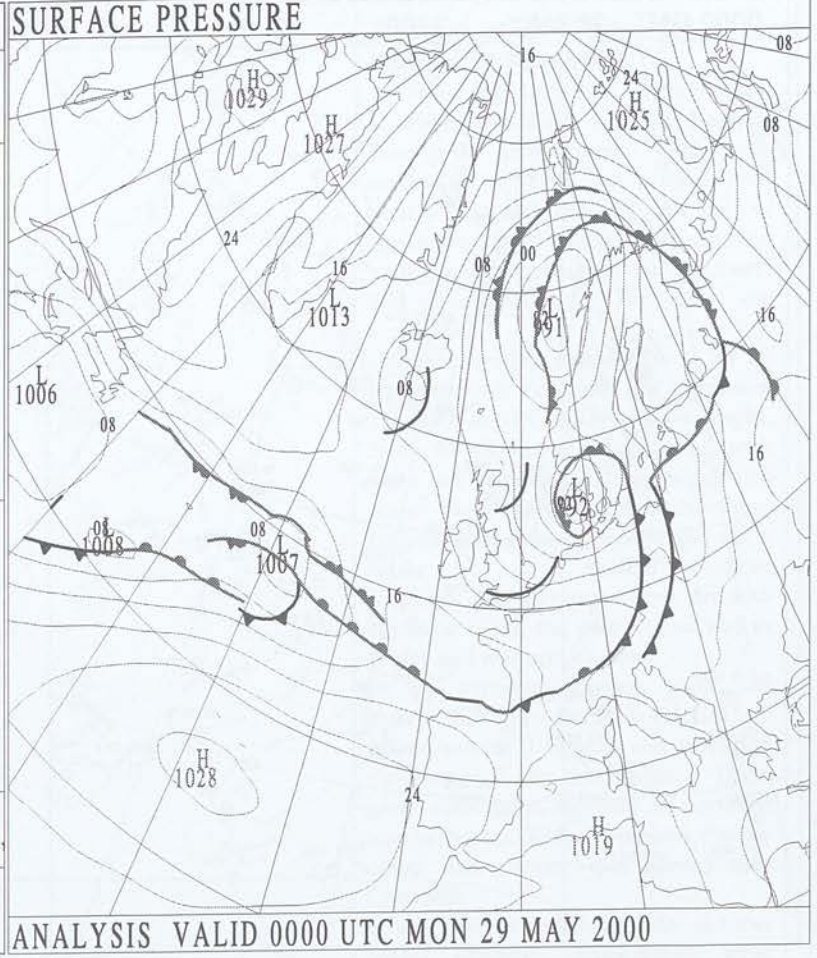 SURFACE PRESSURE
16
08
H
1029
24
H
1025
H
1027
08
24
00
08
16
L
1013
L
991
16
08
L
1006
08
16
L
992
08
L
1008
08
L
1007
16
H
1028
24
H
1019
ANALYSIS VALID 0000 UTC MON 29 MAY 2000